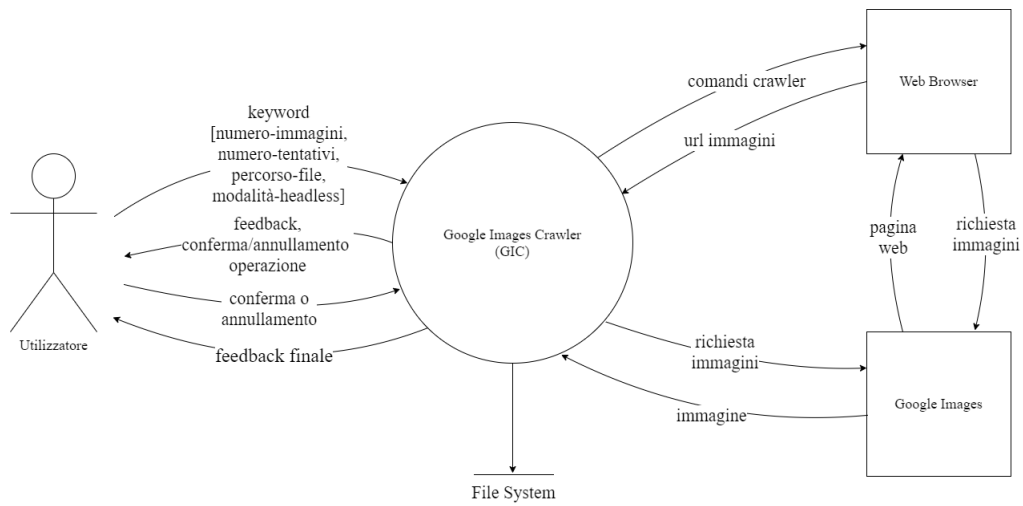 comandi crawler
Web Browser
url immagini
keyword
[numero-immagini,
numero-tentativi,
percorso-file,
modalità-headless]
feedback,
conferma/annullamento
operazione
Google Images Crawler
(GIC)
pagina
web
richiesta
immagini
conferma o
annullamento
Utilizzatore
feedback finale
richiesta
immagini
immagine
Google Images
File System